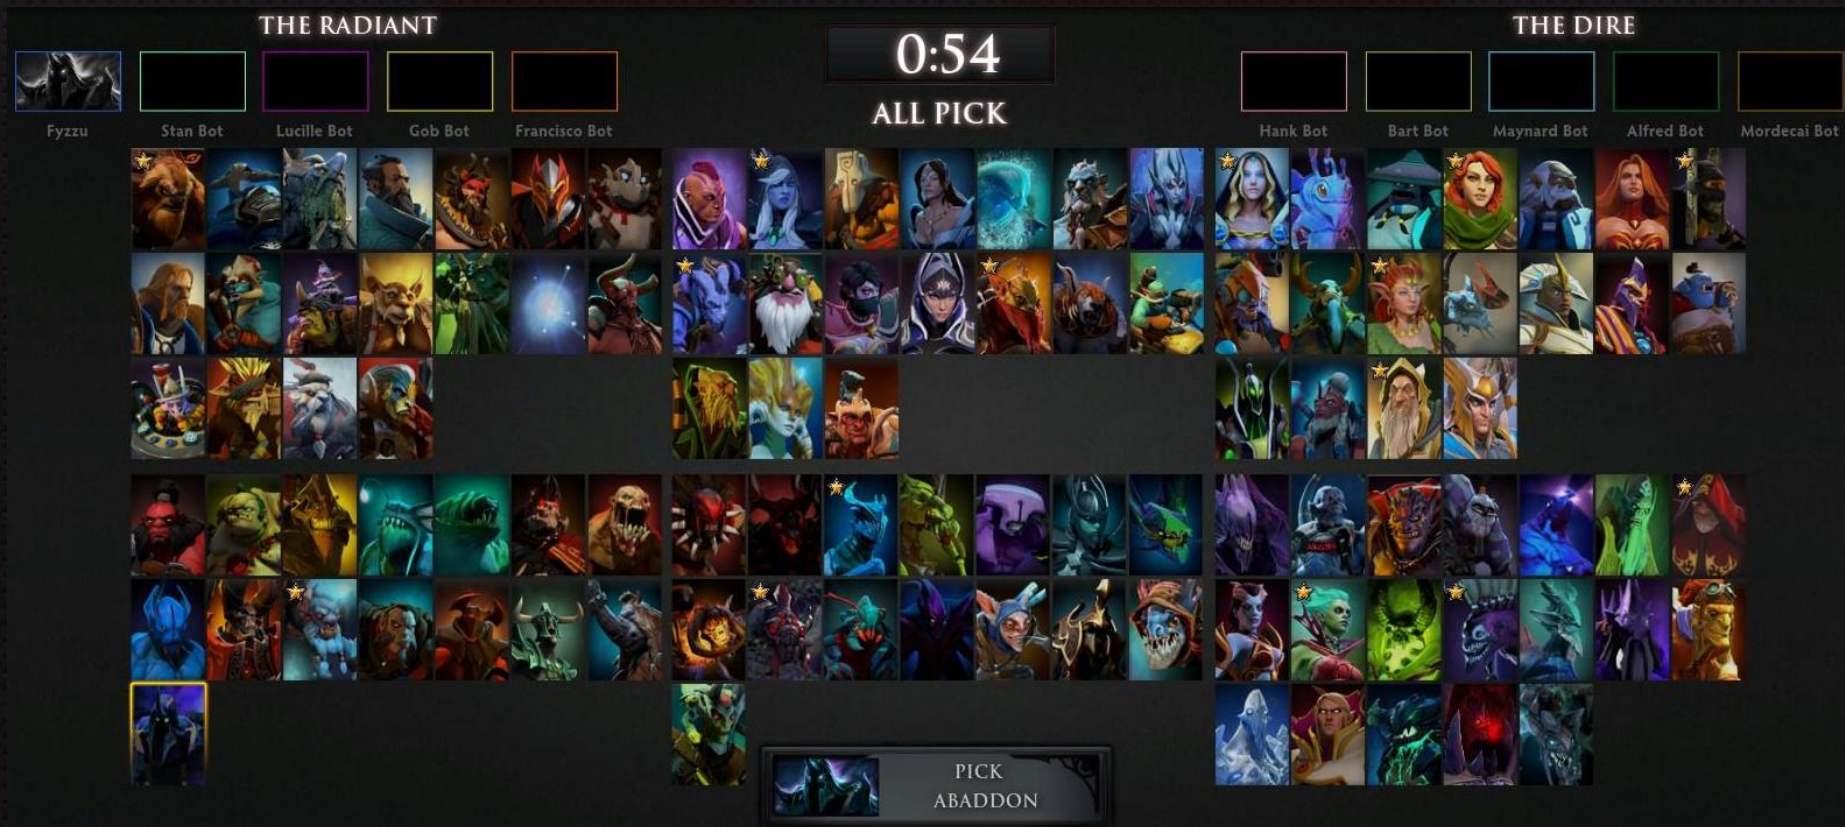 THE RADIANT
0:54
THE DIRE
ALL PICK
Fyzzu
Stan Bot
Lucille Bot
Gob Bot
Francisco Bot
Hank Bot
Bart Bot
Maynard Bot
Alfred Bot
Mordecai Bot
PICK
ABADDON